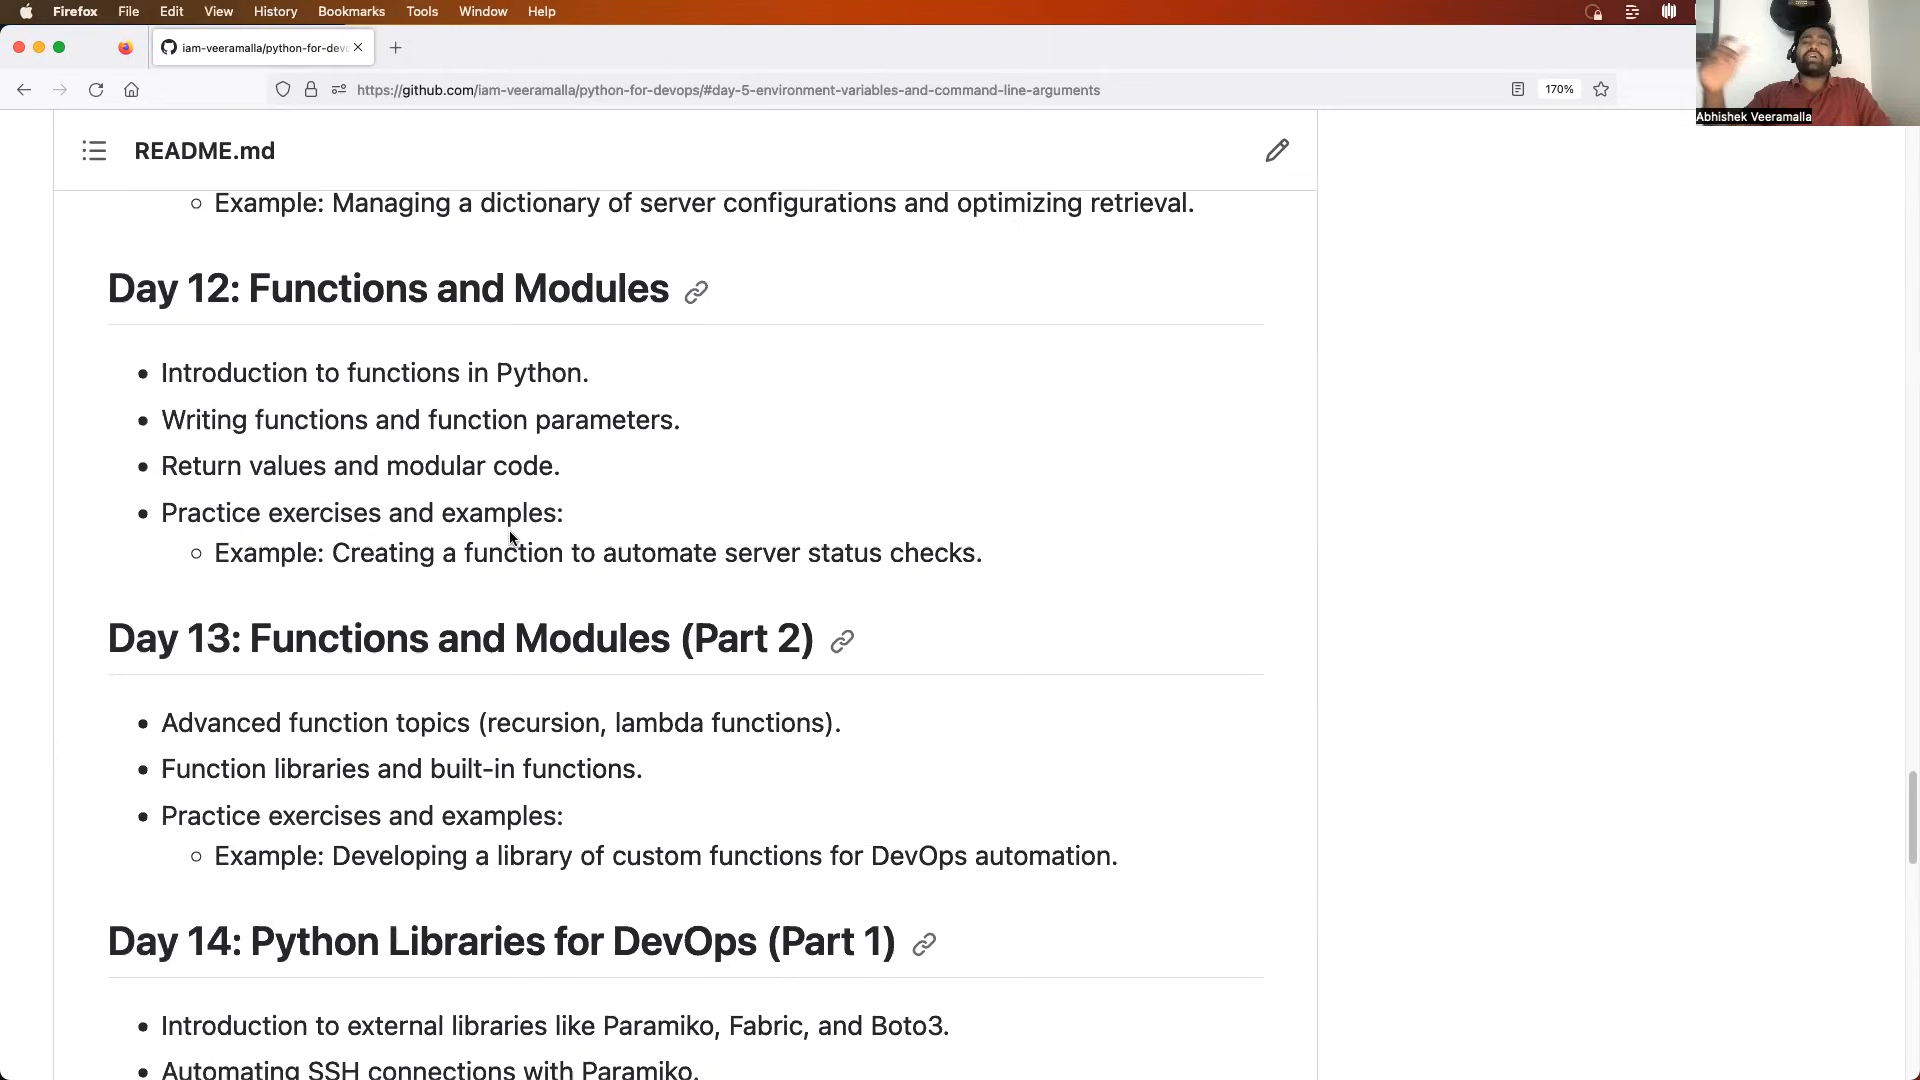 Firefox File Edit View History Bookmarks Tools Window Help
iam-veeramalla/python-for-dev
https://github.com/iam-veeramalla/python-for-devops/#day-5-environment-variables-and-command-line-arguments
170%
Abhishek Veeramalla
README.md
Example: Managing a dictionary of server configurations and optimizing retrieval.
Day 12: Functions and Modules
Introduction to functions in Python.
Writing functions and function parameters.
Return values and modular code.
Practice exercises and examples:
Example: Creating a function to automate server status checks.
Day 13: Functions and Modules (Part 2)
Advanced function topics (recursion, lambda functions).
Function libraries and built-in functions.
Practice exercises and examples:
Example: Developing a library of custom functions for DevOps automation.
Day 14: Python Libraries for DevOps (Part 1)
Introduction to external libraries like Paramiko, Fabric, and Boto3.
Automating SSH connections with Paramiko.